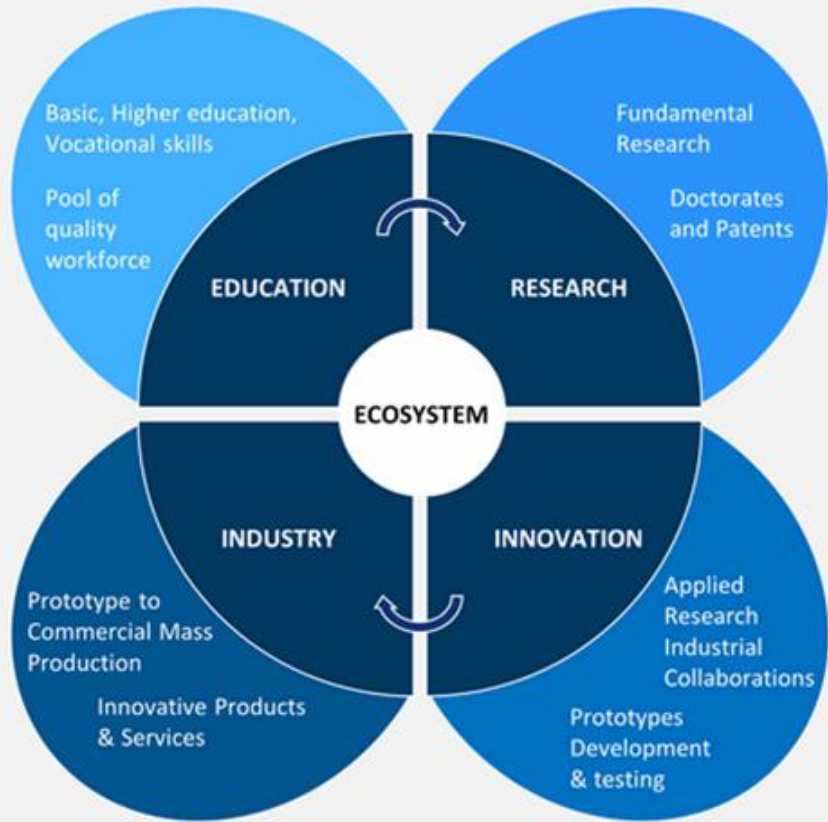 Basic, Higher education,
Vocational skills
Pool of
quality
workforce
EDUCATION
Fundamental
Research
Doctorates
and Patents
RESEARCH
ECOSYSTEM
INDUSTRY
Prototype to
Commercial Mass
Production
Innovative Products
& Services
INNOVATION
Applied
Research
Industrial
Collaborations
Prototypes
Development
& testing